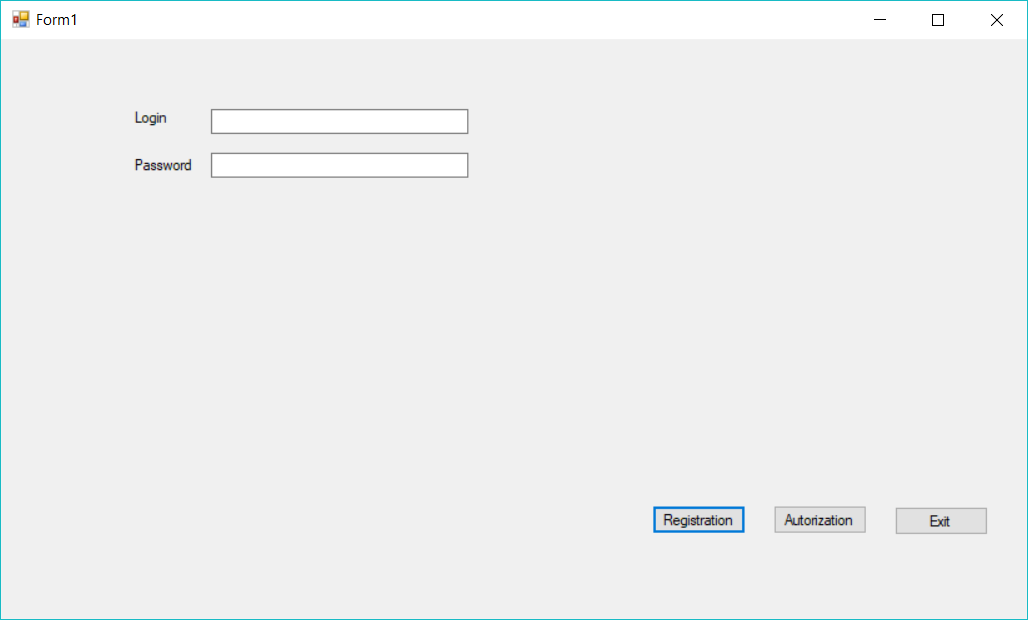 Form1
Login
Password
Registration
Autorization
Exit